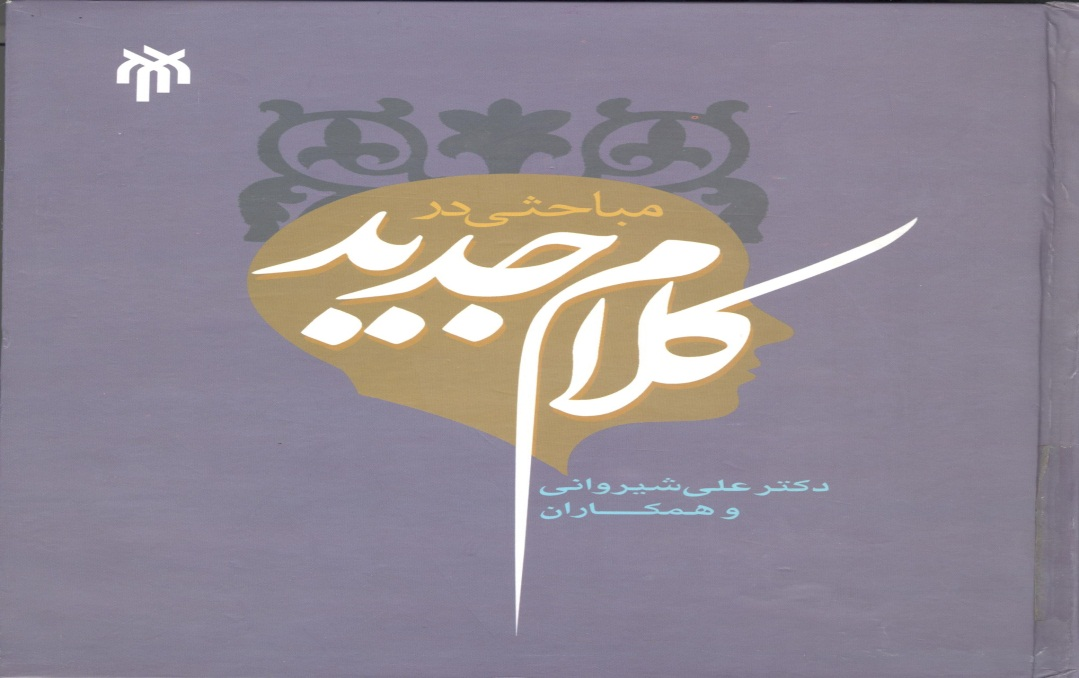 مباحثی در
کلام جدید
دکتر علی شیروانی
و همکاران